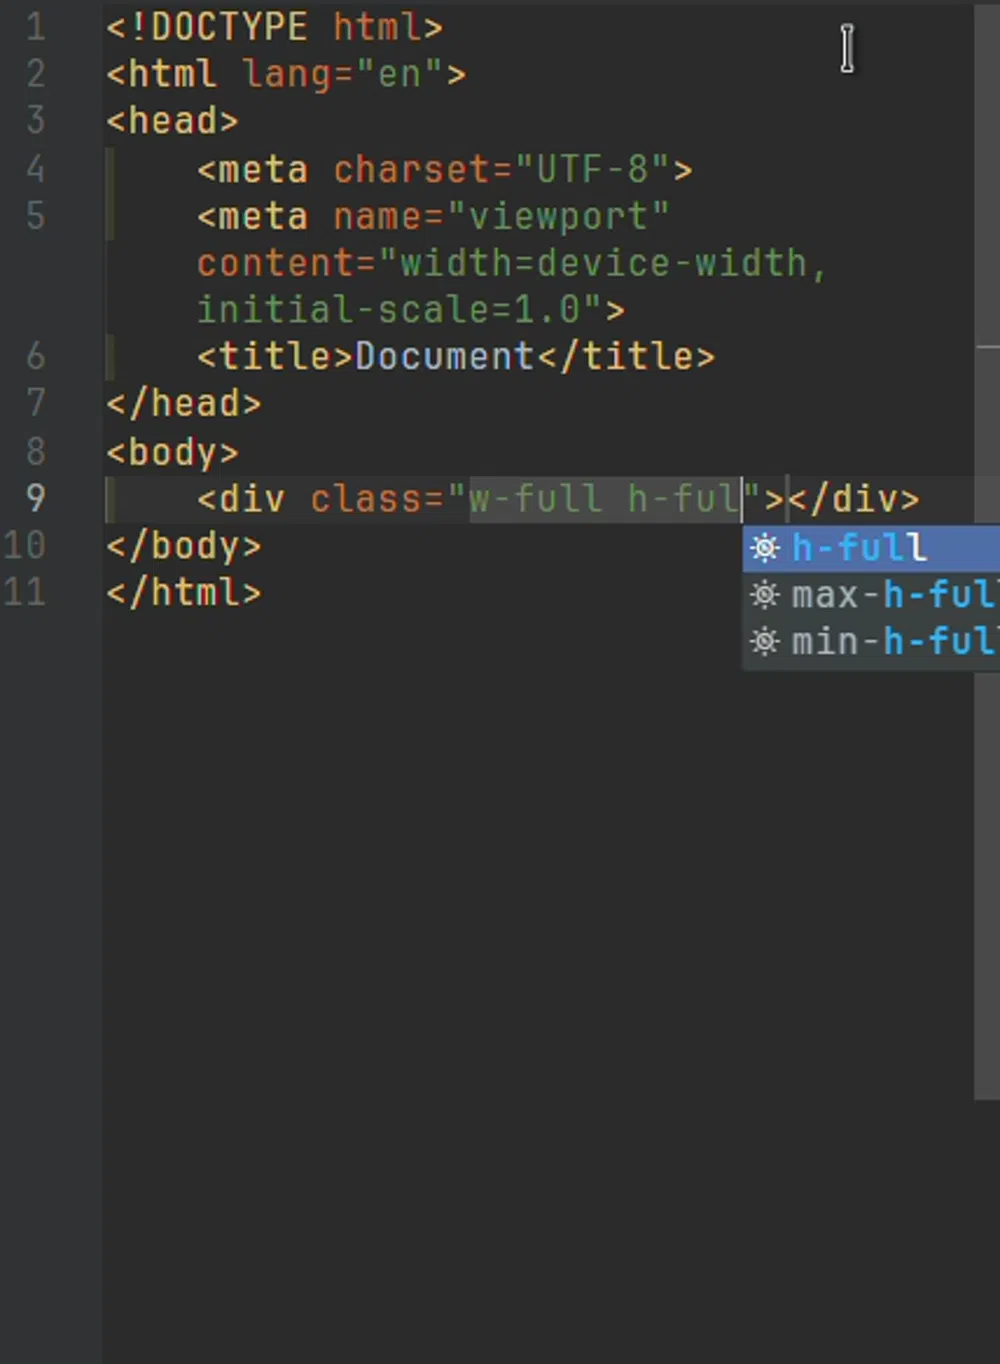 1 <!DOCTYPE html>
2 <html lang="en">
3 <head>
4 <meta charset="UTF-8">
5 <meta name="viewport"
content="width=device-width,
initial-scale=1.0">
6 <title>Document</title>
7 </head>
8 <body>
9 <div class="w-full h-ful"></div>
10 </body>
h-full
11 </html>
max-h-ful
min-h-full